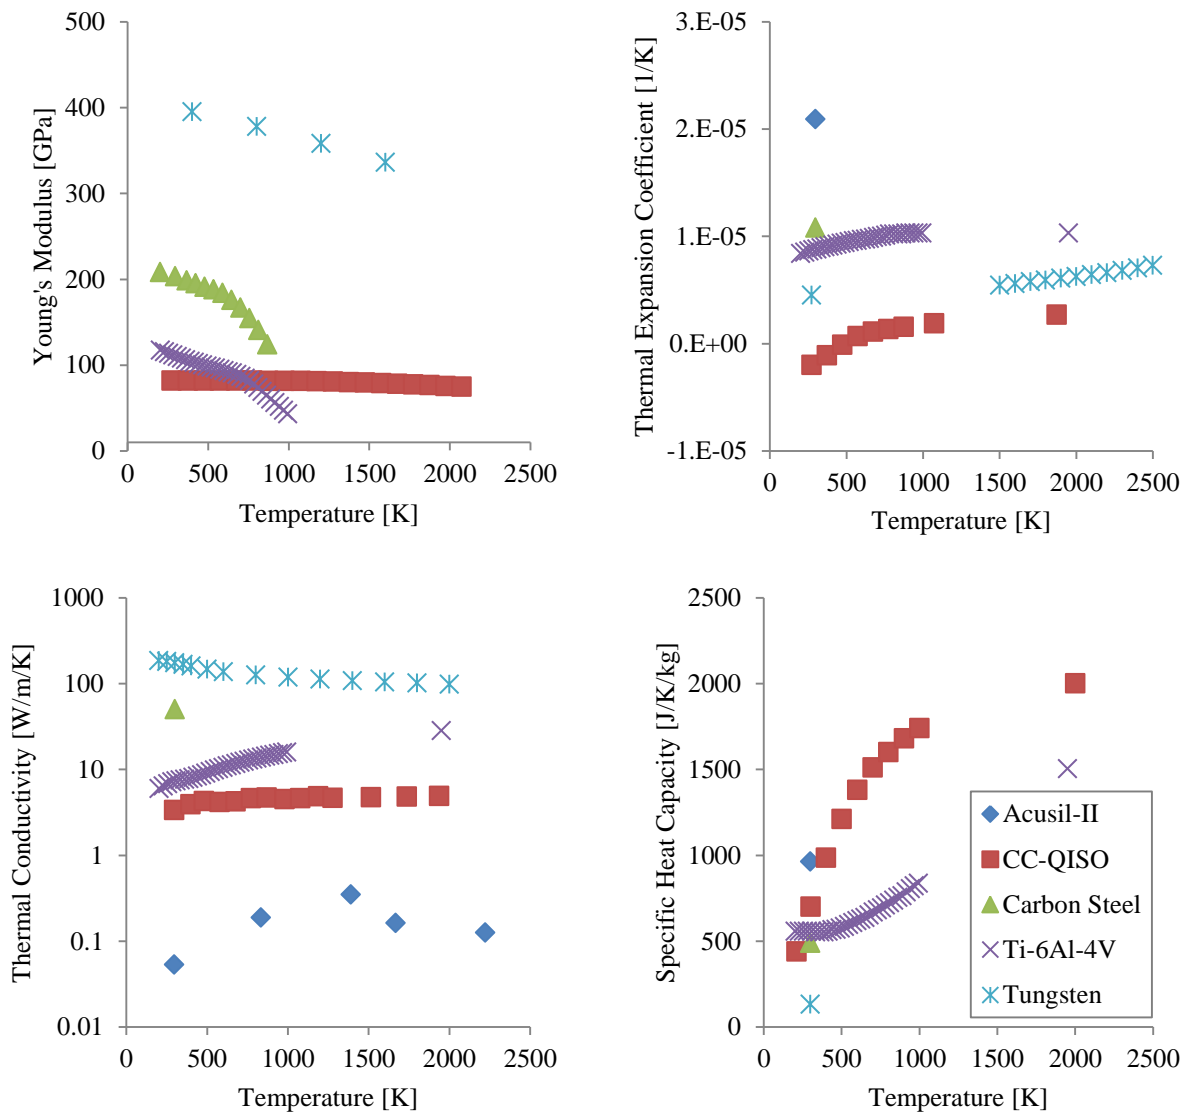 Young's Modulus [GPa]
500
400
300
200
100
0
0 500 1000 1500 2000 2500
Temperature [K]
Thermal Expansion Coefficient [1/K]
3.E-05
2.E-05
1.E-05
0.E+00
-1.E-05
0 500 1000 1500 2000 2500
Temperature [K]
Thermal Conductivity [W/m/K]
1000
100
10
1
0.1
0.01
0 500 1000 1500 2000 2500
Temperature [K]
Specific Heat Capacity [J/K/kg]
2500
2000
1500
1000
500
0
0 500 1000 1500 2000 2500
Temperature [K]
Acusil-II
CC-QISO
Carbon Steel
Ti-6Al-4V
Tungsten